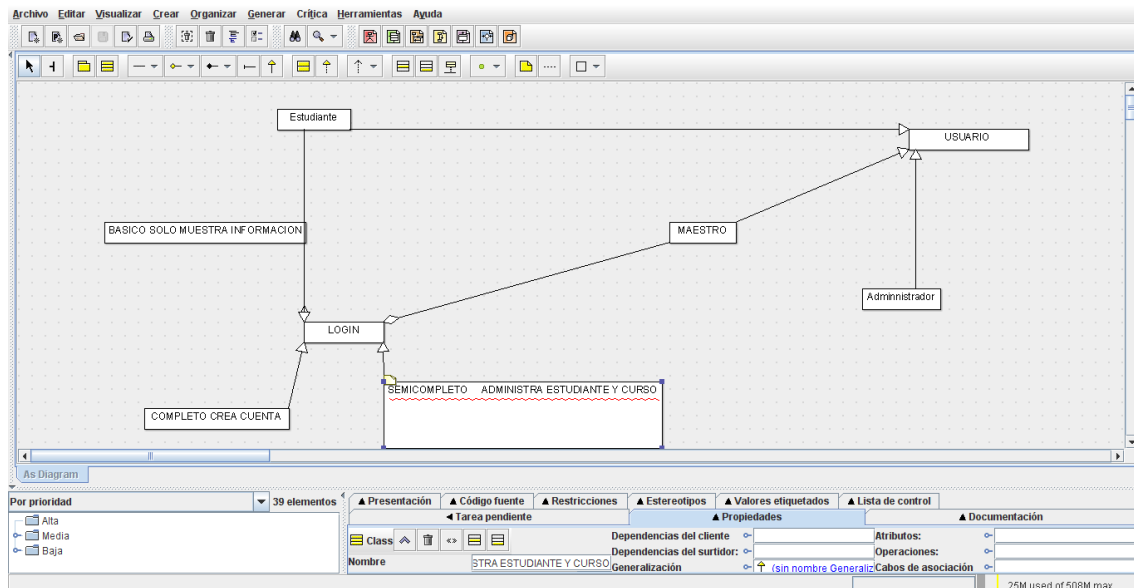 Archivo Editar Visualizar Crear Organizar Generar Crítica Herramientas Ayuda
Estudiante
USUARIO
BASICO SOLO MUESTRA INFORMACION
MAESTRO
Adminnistrador
LOGIN
SEMICOMPLETO ADMINISTRA ESTUDIANTE Y CURSO
COMPLETO CREA CUENTA
As Diagram
Por prioridad
39 elementos
Alta
Media
Baja
Presentación Código fuente Restricciones Estereotipos Valores etiquetados Lista de control
Tarea pendiente Propiedades Documentación
Class
Nombre
STRA ESTUDIANTE Y CURSO
Dependencias del cliente
Dependencias del surtidor:
Generalización
(sin nombre Generaliz
Atributos:
Operaciones:
Cabos de asociación
25M used of 508M max